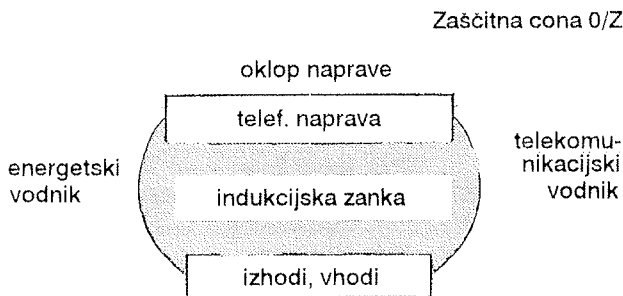 Zaščitna cona 0/Z
oklop naprave
telef. naprava
energetski
vodnik
telekomu-
nikacijski
vodnik
indukcijska zanka
izhodi, vhodi